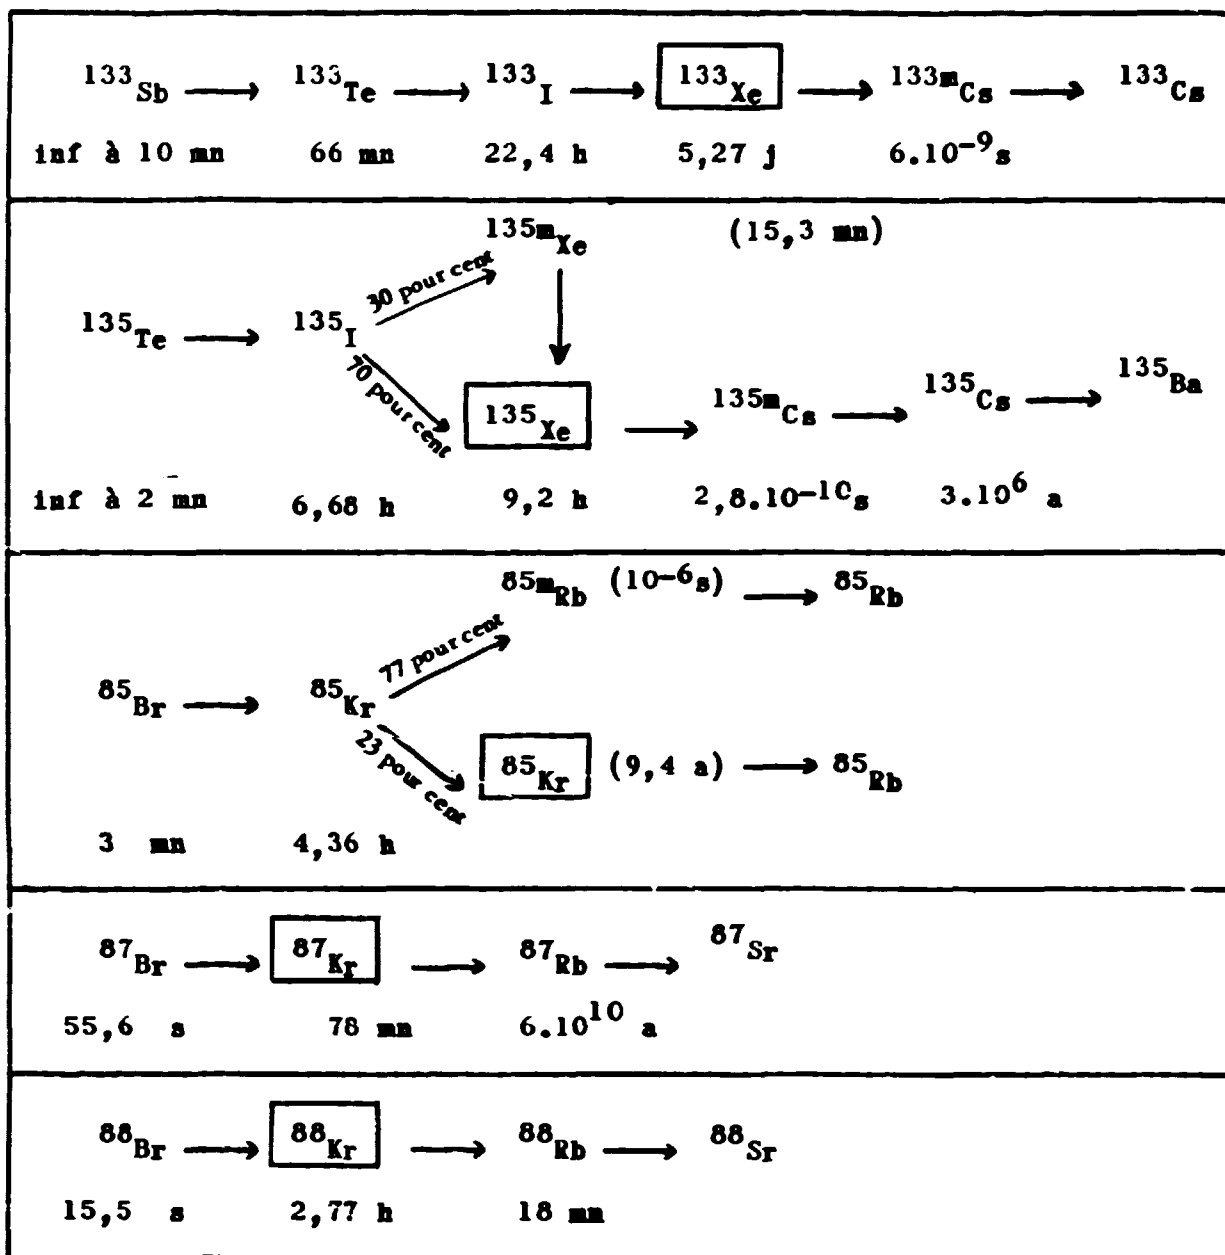 133Sb → 133Te → 133I → 133Xe → 133mCs → 133Cs
inf à 10 mn 66 mn 22,4 h 5,27 j 6.10-9s
135mXe (15,3 mn)
30 pour cent
135Te → 135I
70 pour cent
135Xe → 135mCs → 135Cs → 135Ba
inf à 2 mn 6,68 h 9,2 h 2,8.10-10s 3.106 a
85mRb (10-6s) → 85Rb
77 pour cent
85Br → 85Kr
23 pour cent
85Kr (9,4 a) → 85Rb
3 mn 4,36 h
87Br → 87Kr → 87Rb → 87Sr
55,6 s 78 mn 6.1010 a
88Br → 88Kr → 88Rb → 88Sr
15,5 s 2,77 h 18 mn